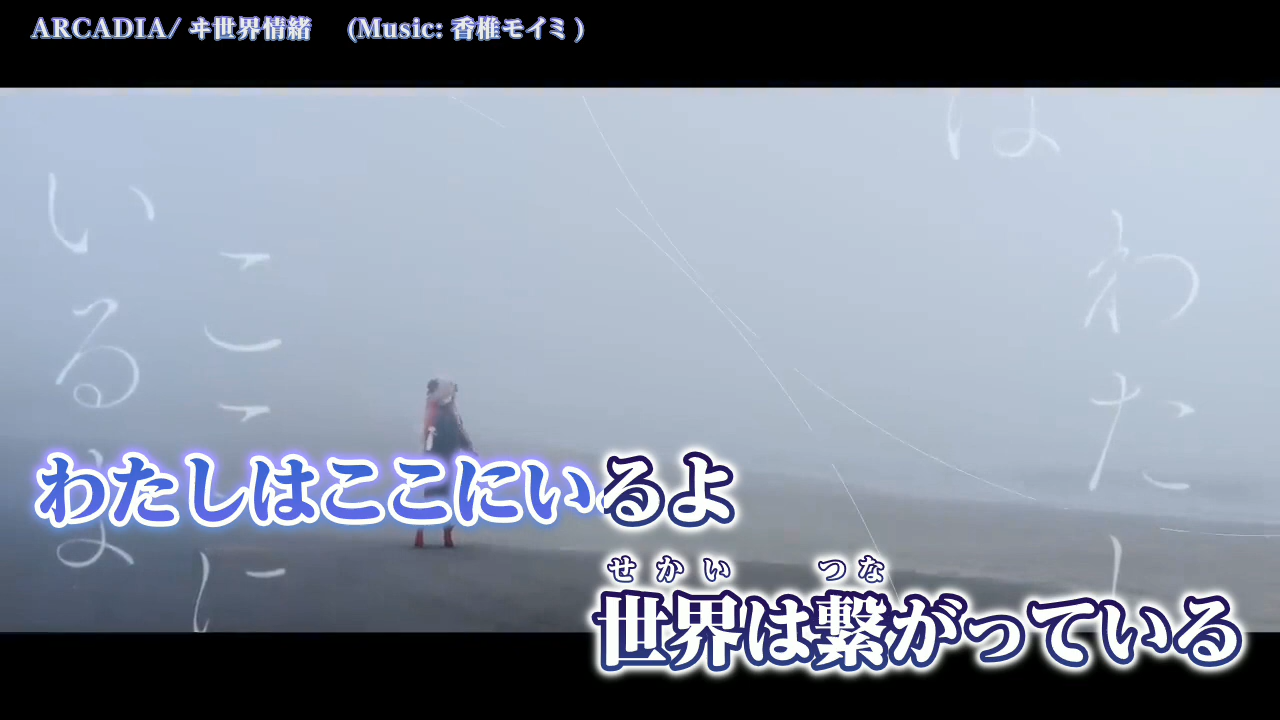 ARCADIA/ ヰ世界情緒 (Music: 香椎モイミ)
わたし
は
ここに
いるよ
わたしはここにいるよ
せかい つな
世界は繋がっている